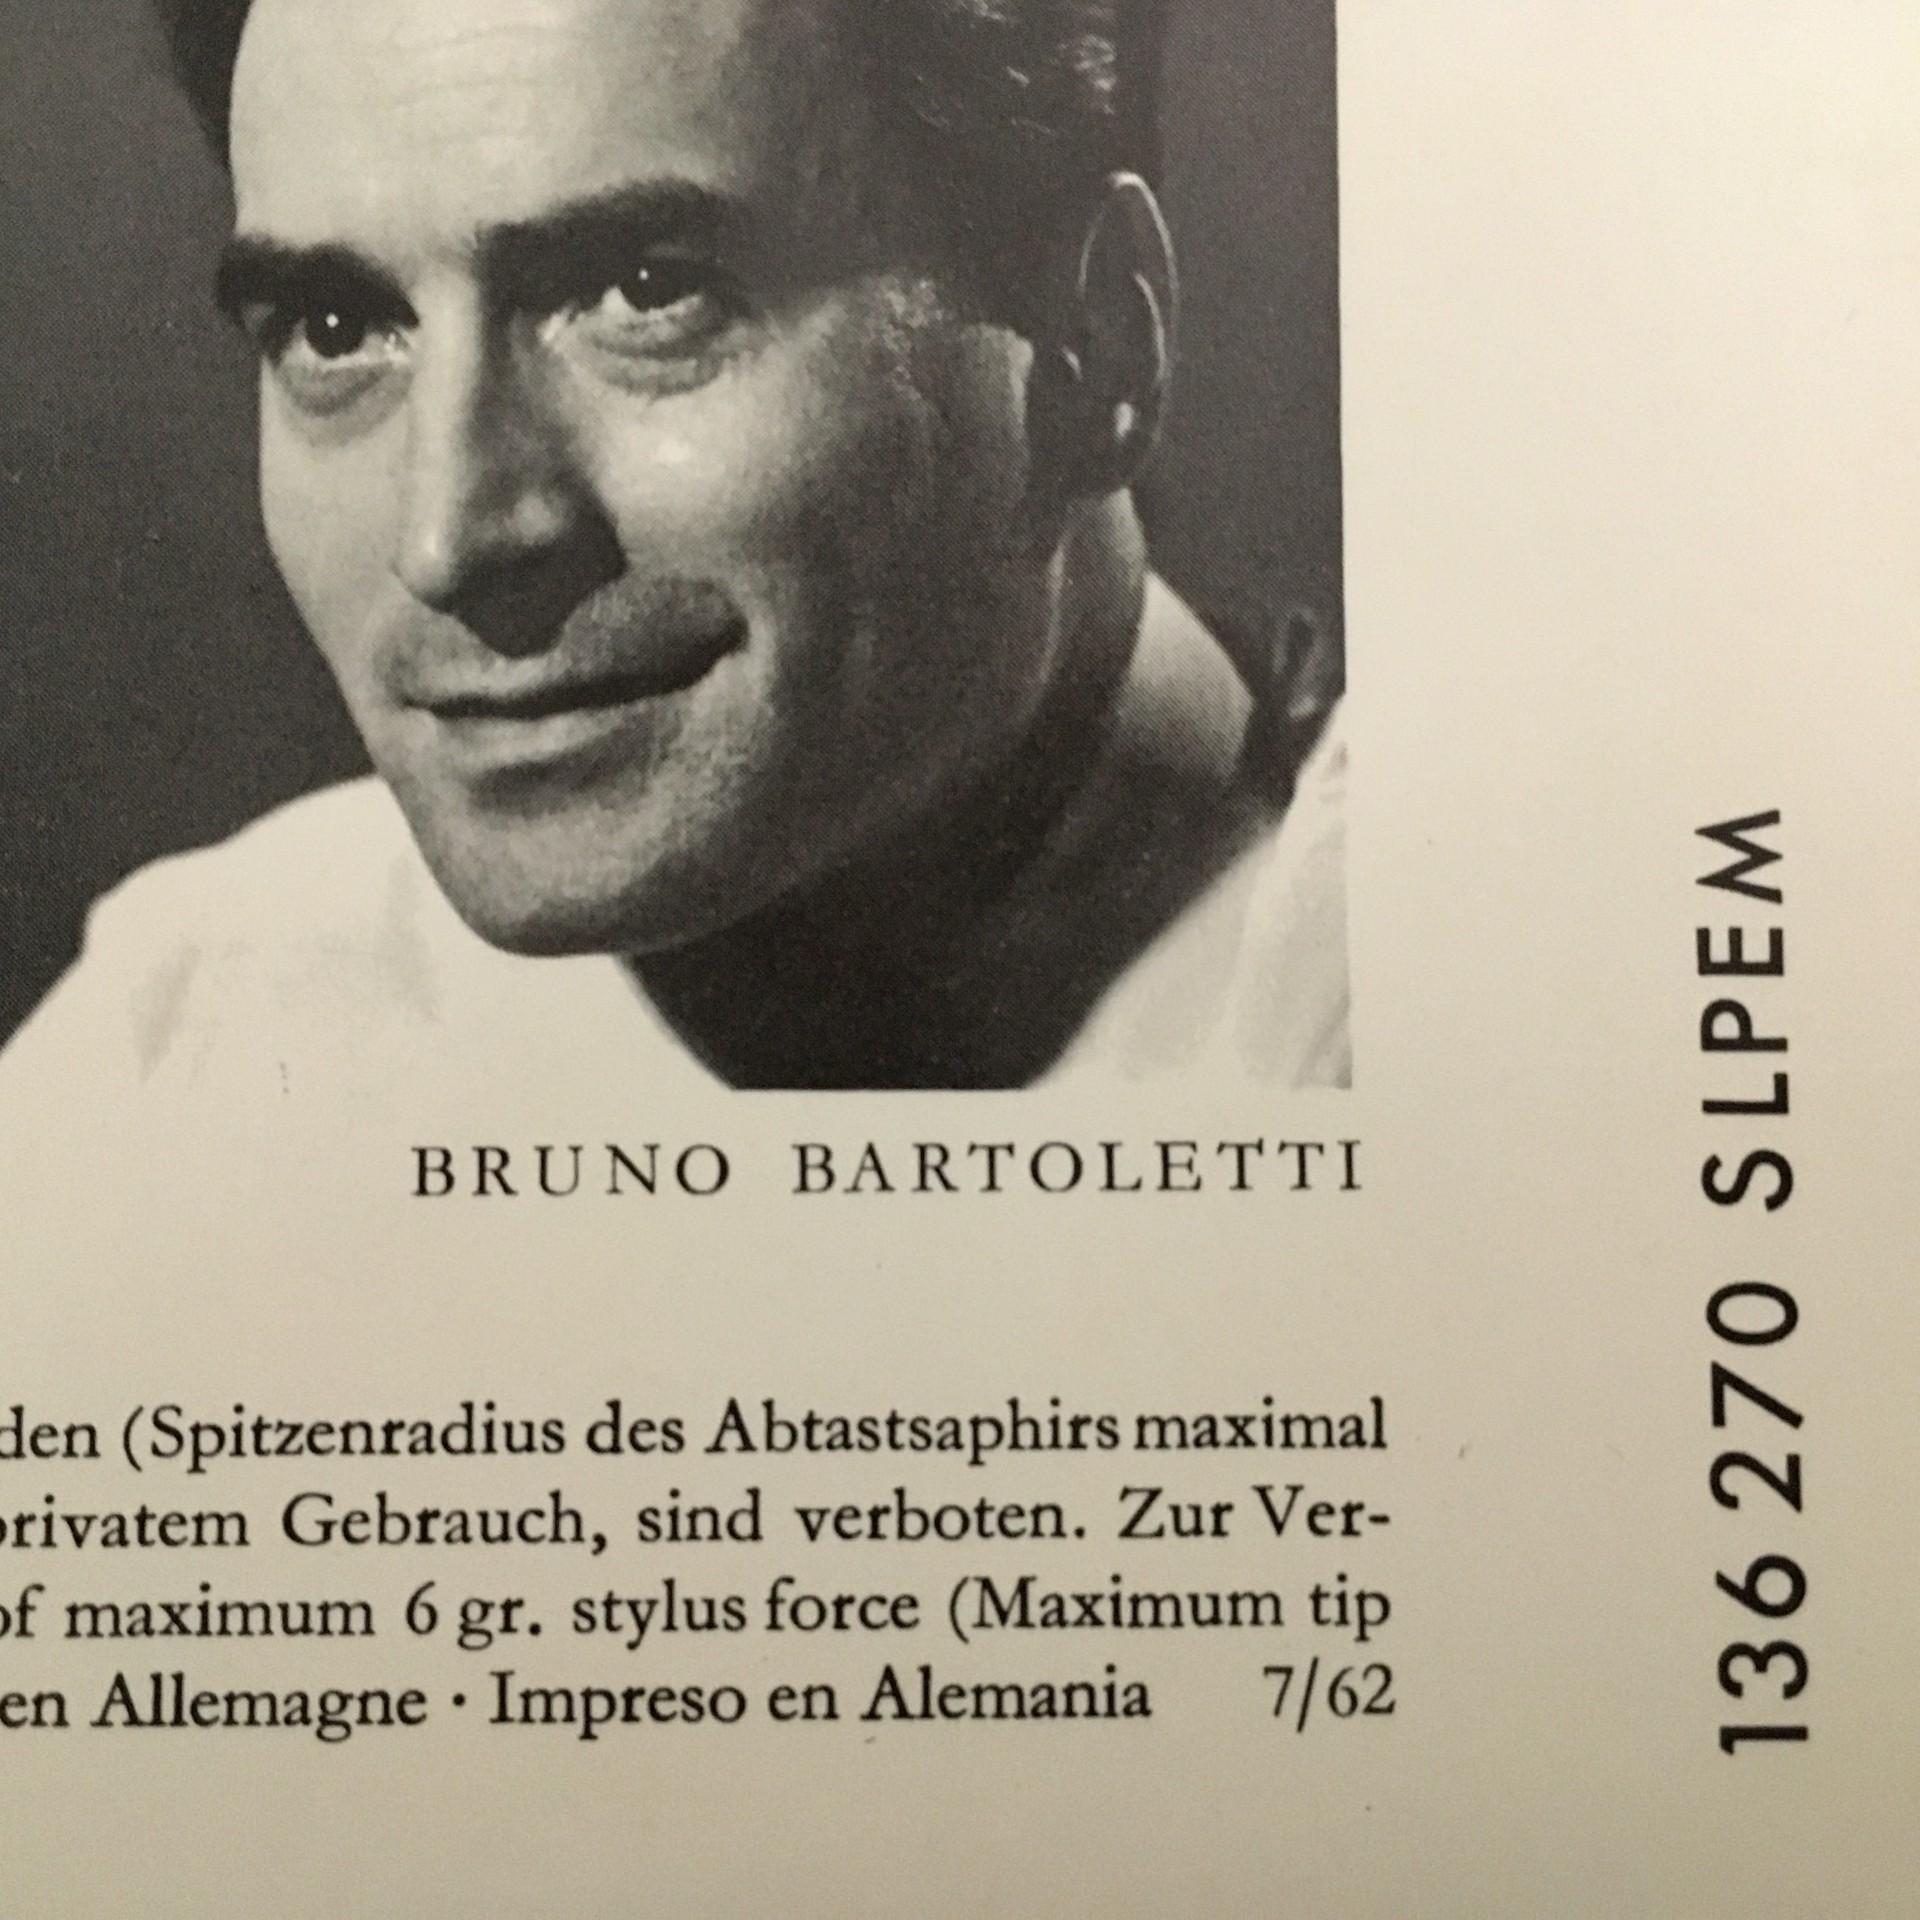 BRUNO BARTOLETTI
den (Spitzenradius des Abtastsaphirs maximal
privatem Gebrauch, sind verboten. Zur Ver-
of maximum 6 gr. stylus force (Maximum tip
en Allemagne · Impreso en Alemania 7/62
136 270 SLPEM